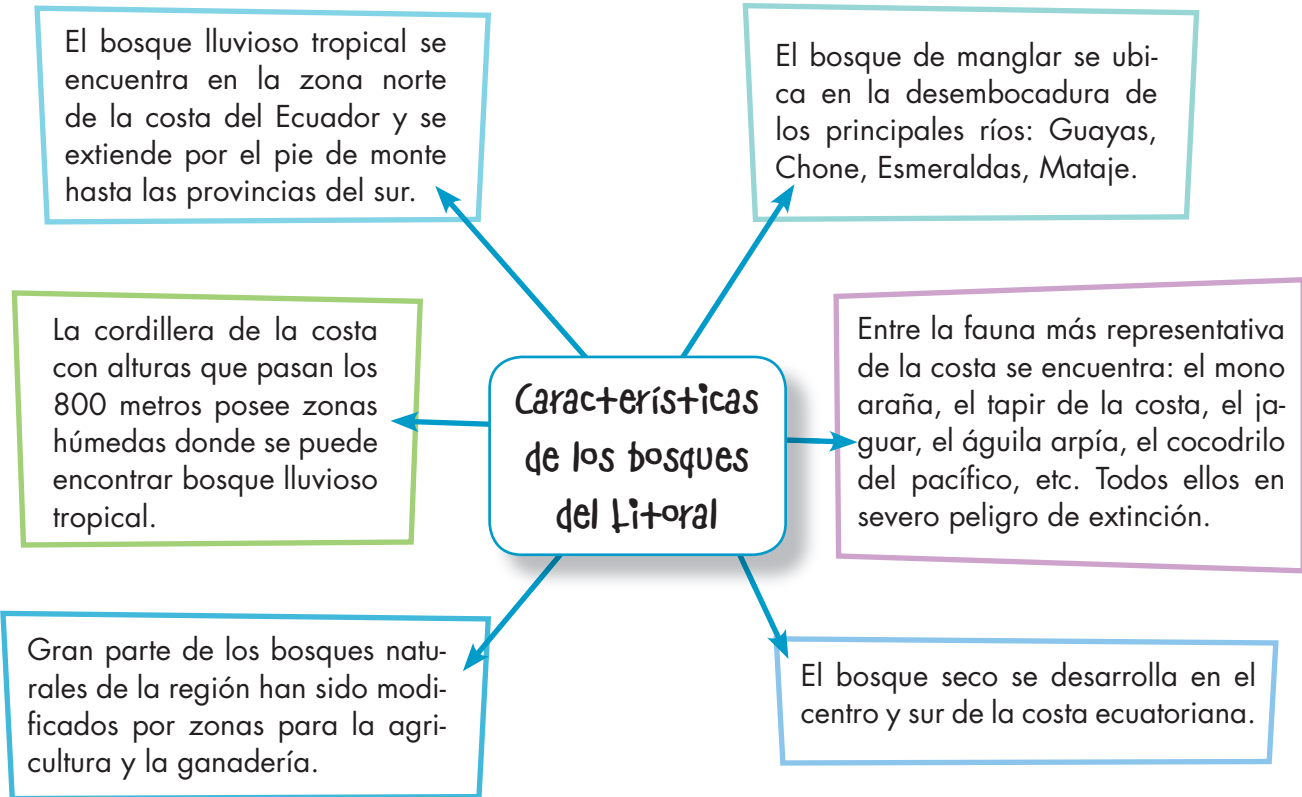 El bosque lluvioso tropical se
encuentra en la zona norte
de la costa del Ecuador y se
extiende por el pie de monte
hasta las provincias del sur.
El bosque de manglar se ubi-
ca en la desembocadura de
los principales ríos: Guayas,
Chone, Esmeraldas, Mataje.
La cordillera de la costa
con alturas que pasan los
800 metros posee zonas
húmedas donde se puede
encontrar bosque lluvioso
tropical.
Característiccas
de los bosques
del Litoral
Entre la fauna más representativa
de la costa se encuentra: el mono
araña, el tapir de la costa, el ja-
guar, el águila arpía, el cocodrilo
del pacífico, etc. Todos ellos en
severo peligro de extinción.
Gran parte de los bosques natu-
rales de la región han sido modi-
ficados por zonas para la agri-
cultura y la ganadería.
El bosque seco se desarrolla en el
centro y sur de la costa ecuatoriana.